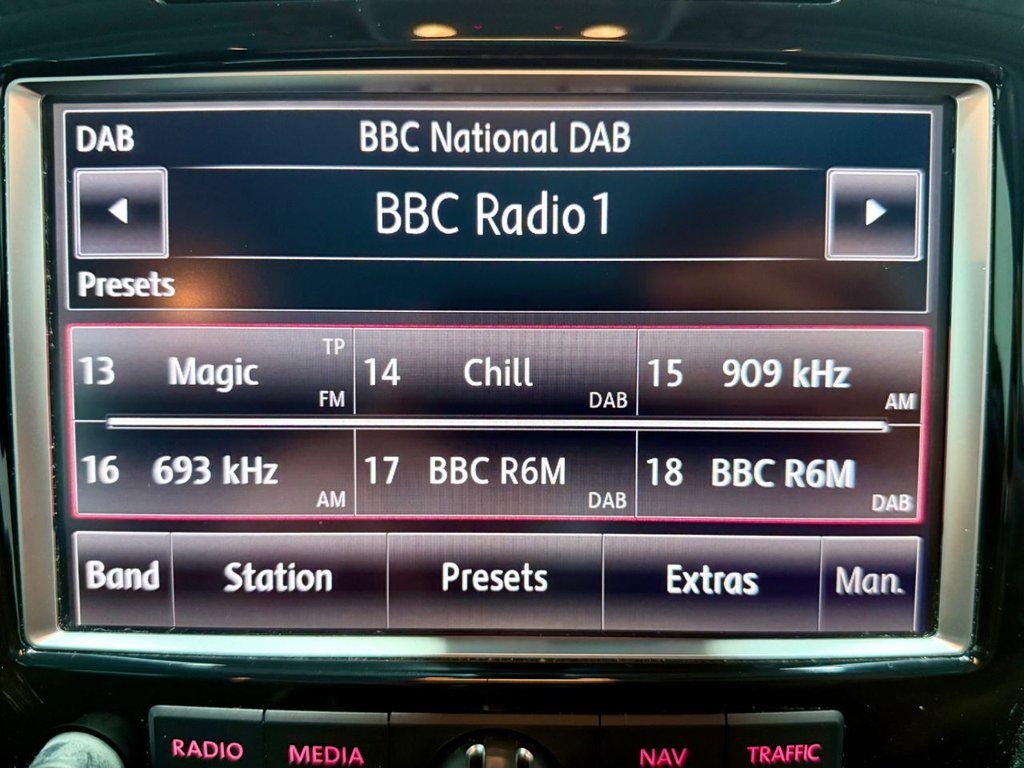 DAB BBC National DAB
BBC Radio 1
Presets
13 Magic TP FM
14 Chill DAB
15 909 kHz AM
16 693 kHz AM
17 BBC R6M DAB
18 BBC R6M DAB
Band Station Presets Extras Man.
RADIO MEDIA NAV TRAFFIC